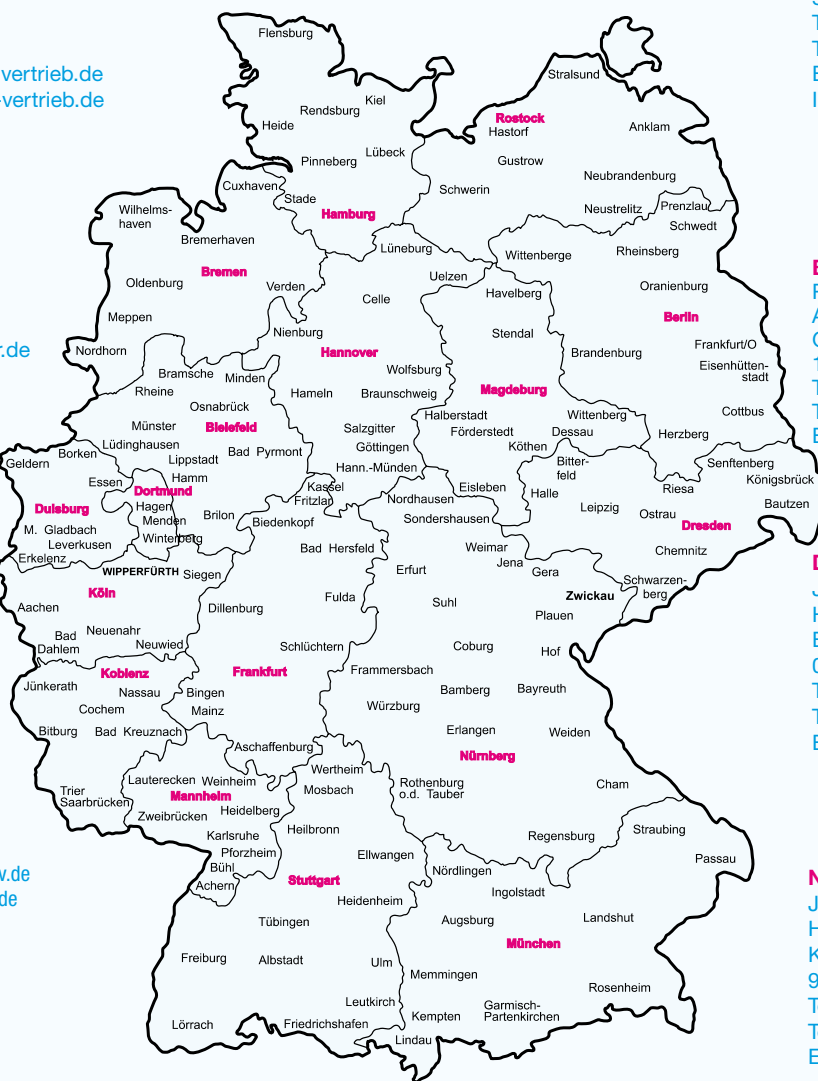 Flensburg
Stralsund
vertrieb.de
-vertrieb.de
Kiel
Rendsburg
Rostock
Hastorf
Heide
Anklam
Lübeck
Pinneberg
Gustrow
Neubrandenburg
Cuxhaven
Schwerin
Stade
Hamburg
Wilhelms-
haven
Neustrelitz
Prenzlau
Schwedt
Bremerhaven
Lüneburg
Wittenberge
Rheinsberg
Bremen
Uelzen
Oldenburg
Verden
Celle
Havelberg
Oranienburg
Meppen
Berlin
Nienburg
Stendal
r.de
Nordhorn
Hannover
Brandenburg
Frankfurt/O
Eisenhütten-
stadt
Bramsche
Minden
Wolfsburg
Rheine
Hameln
Braunschweig
Magdeburg
Osnabrück
Halberstadt
Wittenberg
Cottbus
Münster
Bielefeld
Salzgitter
Förderstedt
Dessau
Herzberg
Lüdinghausen
Göttingen
Köthen
Borken
Bad Pyrmont
Geldern
Lippstadt
Hann.-Münden
Bitter-
feld
Senftenberg
Essen
Hamm
Kassel
Eisleben
Königsbrück
Dortmund
Fritzlar
Nordhausen
Halle
Riesa
Duisburg
Hagen
Leipzig
Ostrau
Bautzen
Menden
Brilon
Biedenkopf
Sondershausen
Dresden
M. Gladbach
Winterberg
Leverkusen
Bad Hersfeld
Weimar
Chemnitz
Erkelenz
Jena
WIPPERFÜRTH
Siegen
Erfurt
Gera
Schwarzen-
berg
Köln
Aachen
Dillenburg
Fulda
Suhl
Zwickau
Plauen
Neuenahr
Bad
Dahlem
Neuwied
Schlüchtern
Coburg
Hof
Koblenz
Frankfurt
Frammersbach
Jünkerath
Nassau
Bingen
Bamberg
Bayreuth
Cochem
Mainz
Würzburg
Bitburg
Bad Kreuznach
Erlangen
Weiden
Aschaffenburg
Nürnberg
Wertheim
Lauterecken
Weinheim
Rothenburg
o.d. Tauber
Cham
Trier
Saarbrücken
Mannheim
Mosbach
Zweibrücken
Heidelberg
Karlsruhe
Heilbronn
Regensburg
Straubing
Pforzheim
Ellwangen
Passau
Bühl
Nördlingen
w.de
de
Achern
Stuttgart
Ingolstadt
Heidenheim
Tübingen
Augsburg
Landshut
München
Freiburg
Albstadt
Ulm
Memmingen
Rosenheim
Leutkirch
Garmisch-
Partenkirchen
Lörrach
Friedrichshafen
Kempten
Lindau